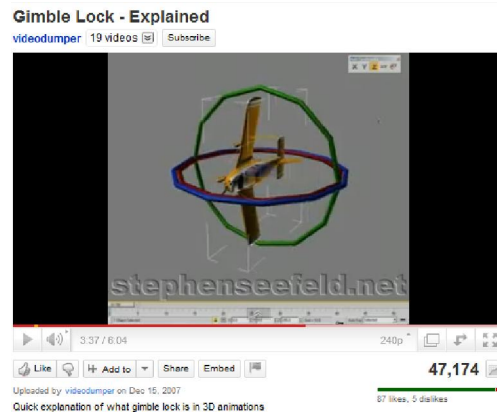 Gimble Lock - Explained
videodumper 19 videos Subscribe
X Y Z
stephenseefeld.net
3:37 / 6:04 240p
Like Add to Share Embed 47,174
Uploaded by videodumper on Dec 15, 2007
87 likes, 5 dislikes
Quick explanation of what gimble lock is in 3D animations